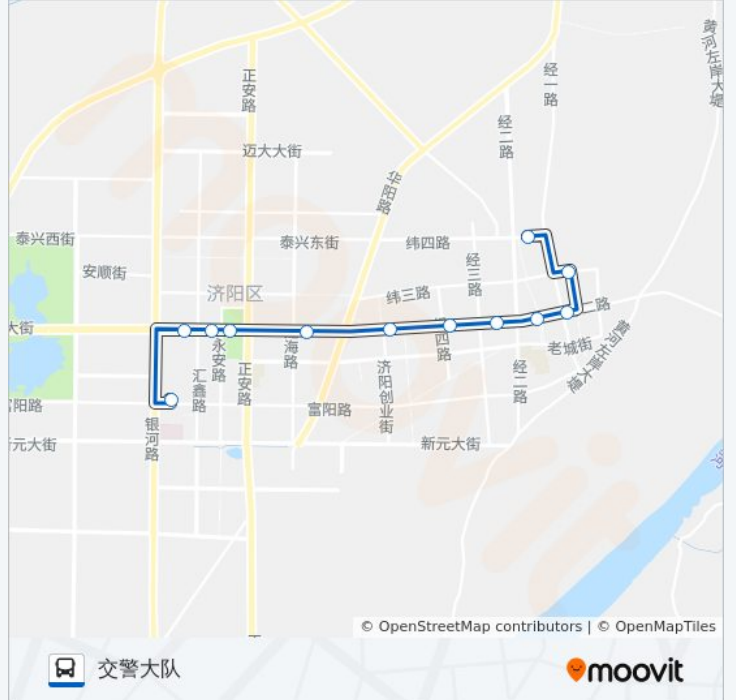 黄河左岸大堤
正安路
经一路
经二路
迈大大街
华阳路
泰兴西街
泰兴东街
纬四路
安顺街
经三路
济阳区
纬三路
二路
大街
黄河左岸大堤
永安路
海路
四路
老城街
汇鑫路
正安路
济阳创业街
经二路
富阳路
富阳路
银河路
元大街
新元大街
河
© OpenStreetMap contributors | © OpenMapTiles
交警大队
moovit